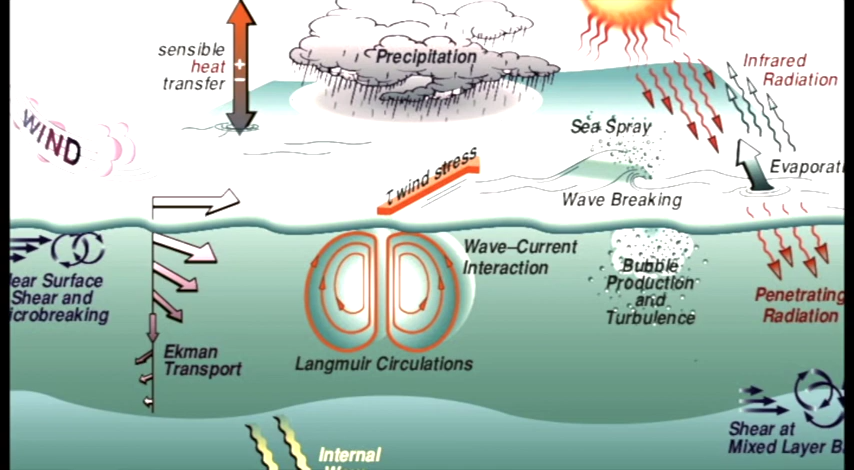 sensible
heat
transfer
+
−
Precipitation
Infrared
Radiation
WIND
Sea Spray
τ wind stress
Evaporati
Wave Breaking
Wave–Current
Interaction
ear Surface
Shear and
icrobreaking
Bubble
Production
and
Turbulence
Penetrating
Radiation
Ekman
Transport
Langmuir Circulations
Shear at
Mixed Layer B
Internal